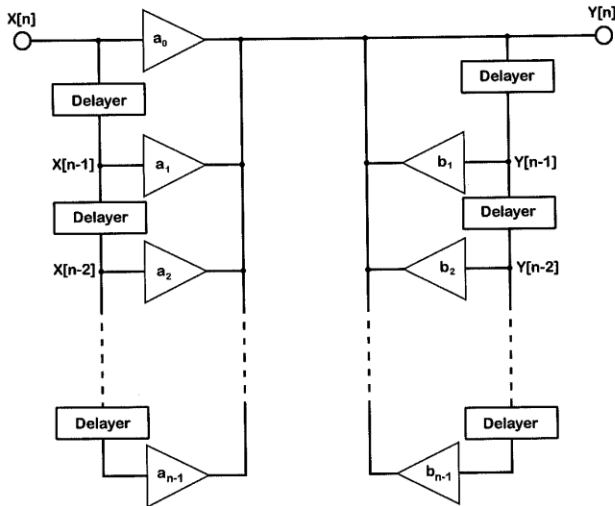 X[n] Y[n]
a₀
Delayer Delayer
X[n-1] a₁ b₁ Y[n-1]
Delayer Delayer
X[n-2] a₂ b₂ Y[n-2]
Delayer Delayer
aₙ₋₁ bₙ₋₁